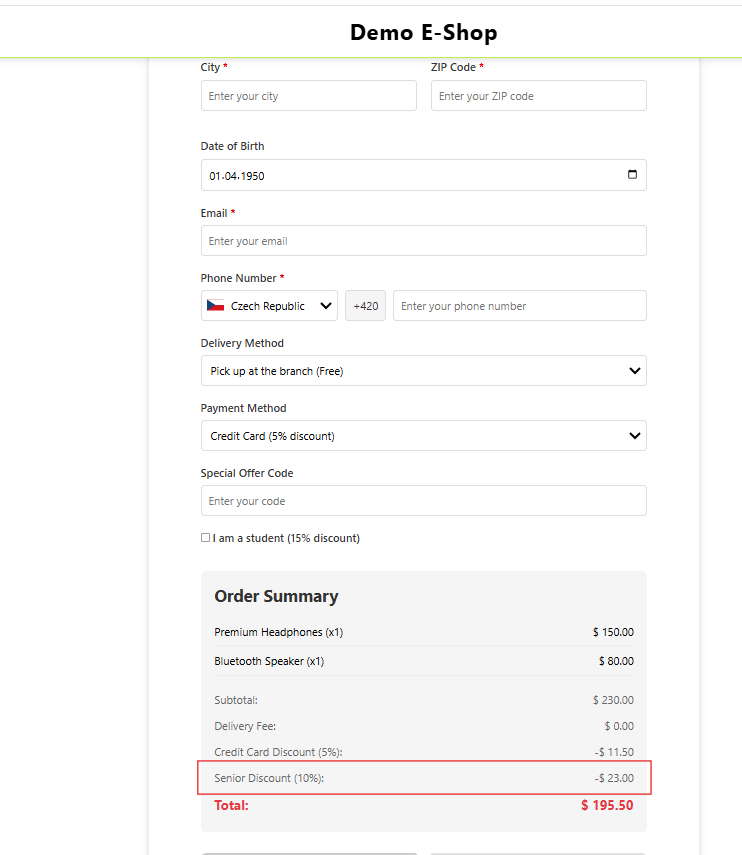 Demo E-Shop
City * ZIP Code *
Enter your city Enter your ZIP code
Date of Birth
01.04.1950
Email *
Enter your email
Phone Number *
Czech Republic +420 Enter your phone number
Delivery Method
Pick up at the branch (Free)
Payment Method
Credit Card (5% discount)
Special Offer Code
Enter your code
I am a student (15% discount)
Order Summary
Premium Headphones (x1) $ 150.00
Bluetooth Speaker (x1) $ 80.00
Subtotal: $ 230.00
Delivery Fee: $ 0.00
Credit Card Discount (5%): -$ 11.50
Senior Discount (10%): -$ 23.00
Total: $ 195.50